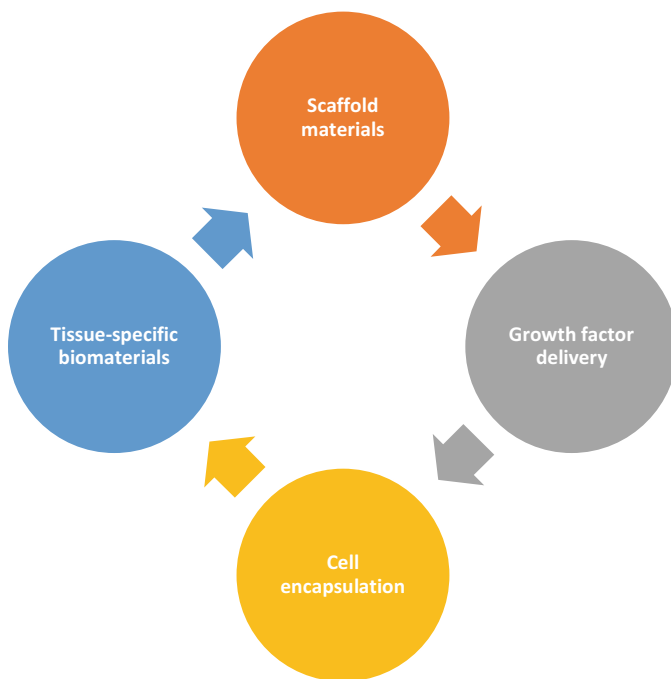 Scaffold
materials
Growth factor
delivery
Cell
encapsulation
Tissue-specific
biomaterials